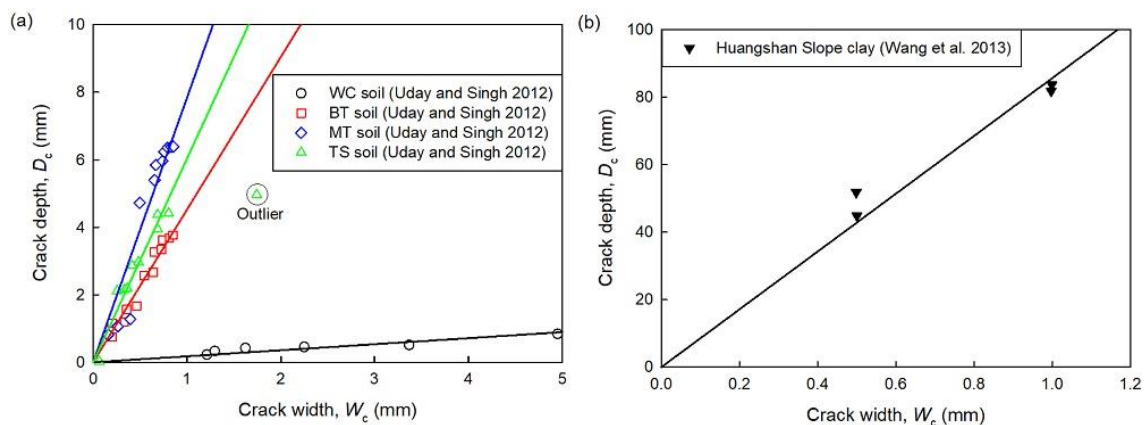 (a)
10
8
6
4
2
0
Crack depth, Dc (mm)
WC soil (Uday and Singh 2012)
BT soil (Uday and Singh 2012)
MT soil (Uday and Singh 2012)
TS soil (Uday and Singh 2012)
Outlier
0 1 2 3 4 5
Crack width, Wc (mm)
(b)
100
80
60
40
20
0
Crack depth, Dc (mm)
Huangshan Slope clay (Wang et al. 2013)
0.0 0.2 0.4 0.6 0.8 1.0 1.2
Crack width, Wc (mm)